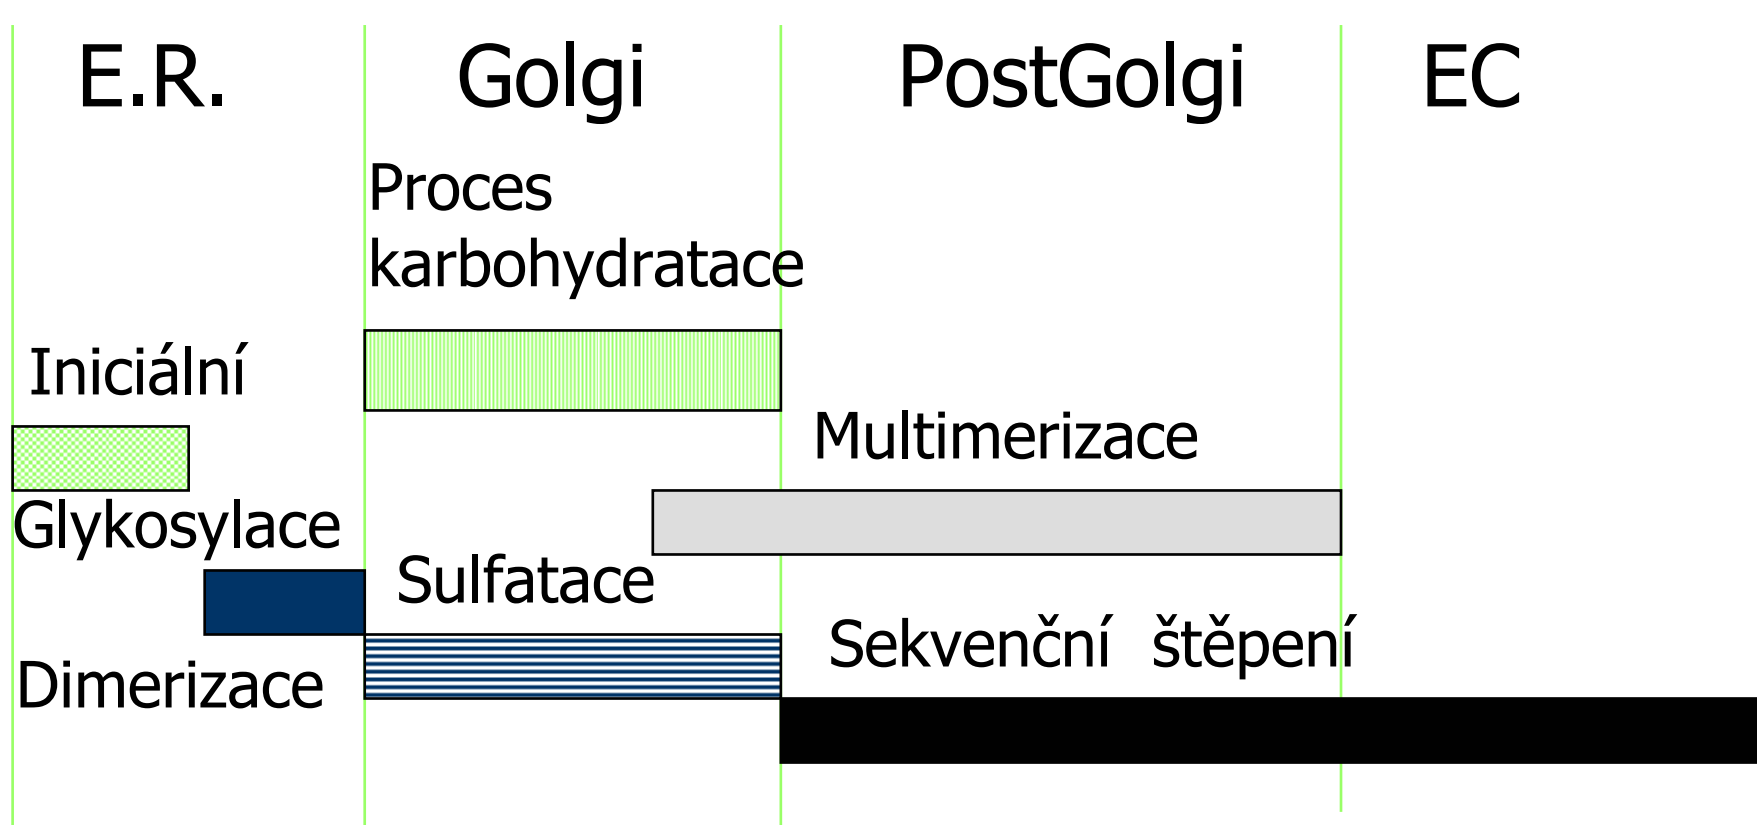 E.R.
Golgi
PostGolgi
EC
Proces
karbohydratace
Iniciální
Glykosylace
Multimerizace
Sulfatace
Sekvenční štěpení
Dimerizace